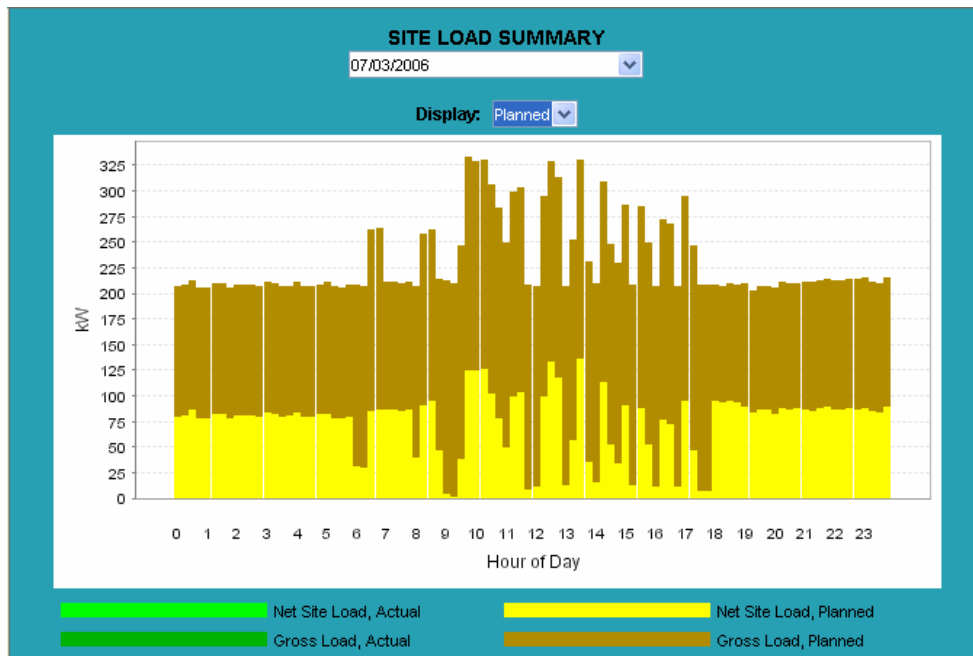 SITE LOAD SUMMARY
07/03/2006
Display: Planned
325
300
275
250
225
200
175
150
125
100
75
50
25
0
kW
0 1 2 3 4 5 6 7 8 9 10 11 12 13 14 15 16 17 18 19 20 21 22 23
Hour of Day
Net Site Load, Actual Net Site Load, Planned
Gross Load, Actual Gross Load, Planned